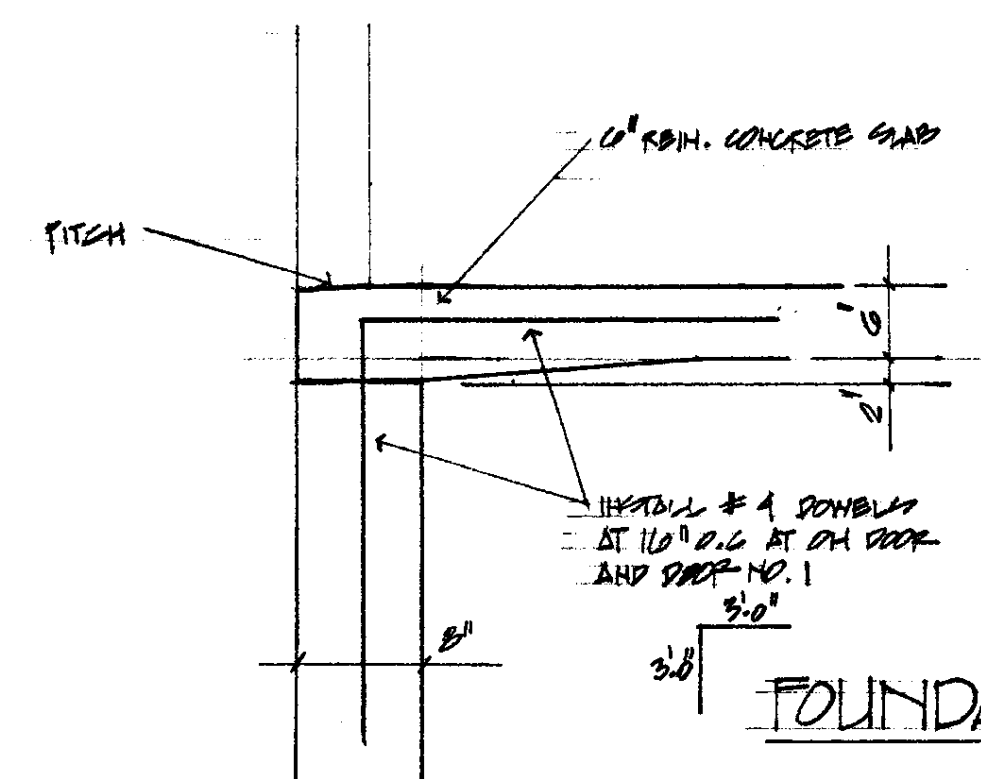 6" REIN. CONCRETE SLAB
PITCH
6"
2"
INSTALL # 4 DOWELS
AT 16" O.C AT OH DOOR
AND DOOR NO. 1
3'.0"
3'.0"
8"
FOUNDA